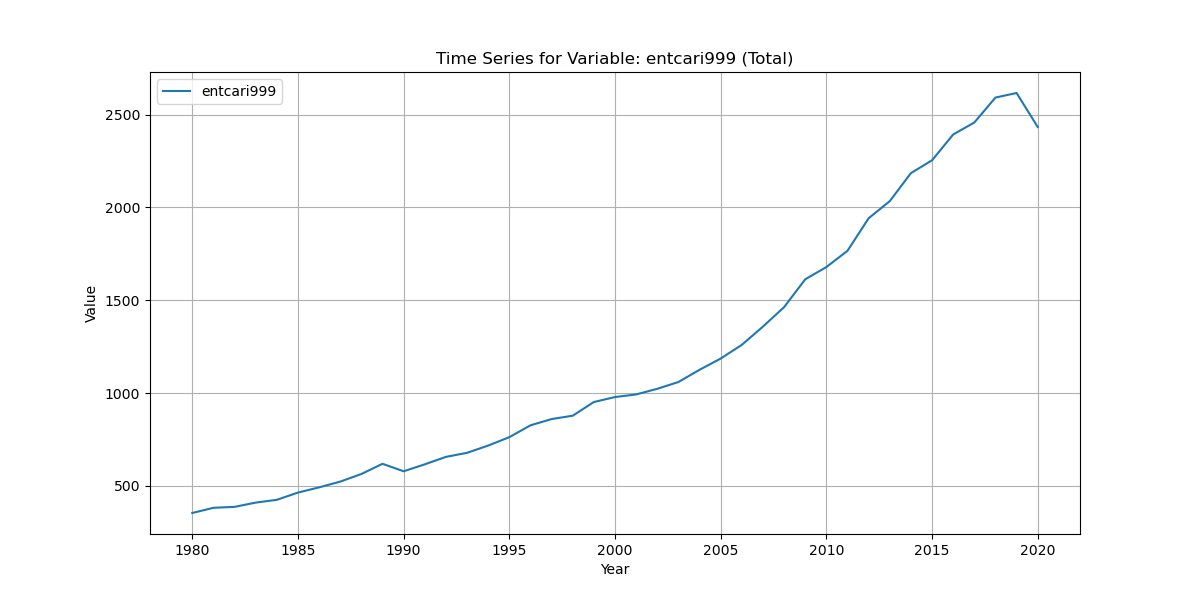 Time Series for Variable: entcari999 (Total)
entcari999
2500
2000
1500
1000
500
Value
1980 1985 1990 1995 2000 2005 2010 2015 2020
Year